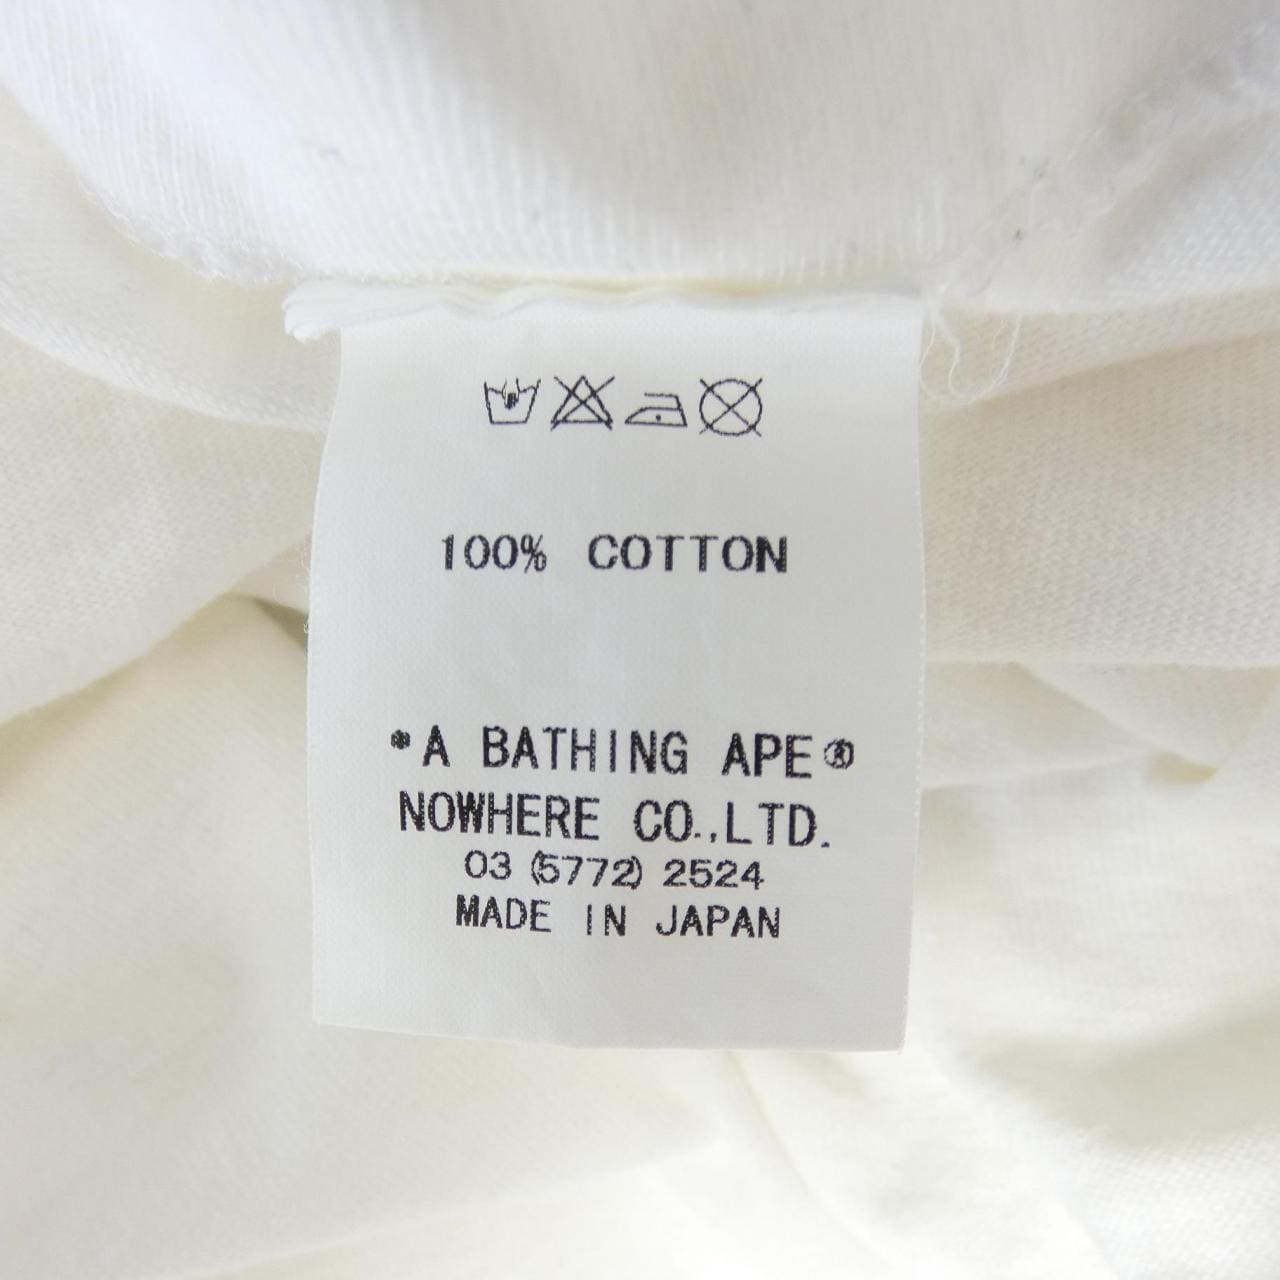 100% COTTON
*A BATHING APE®
NOWHERE CO.,LTD.
03 (5772) 2524
MADE IN JAPAN